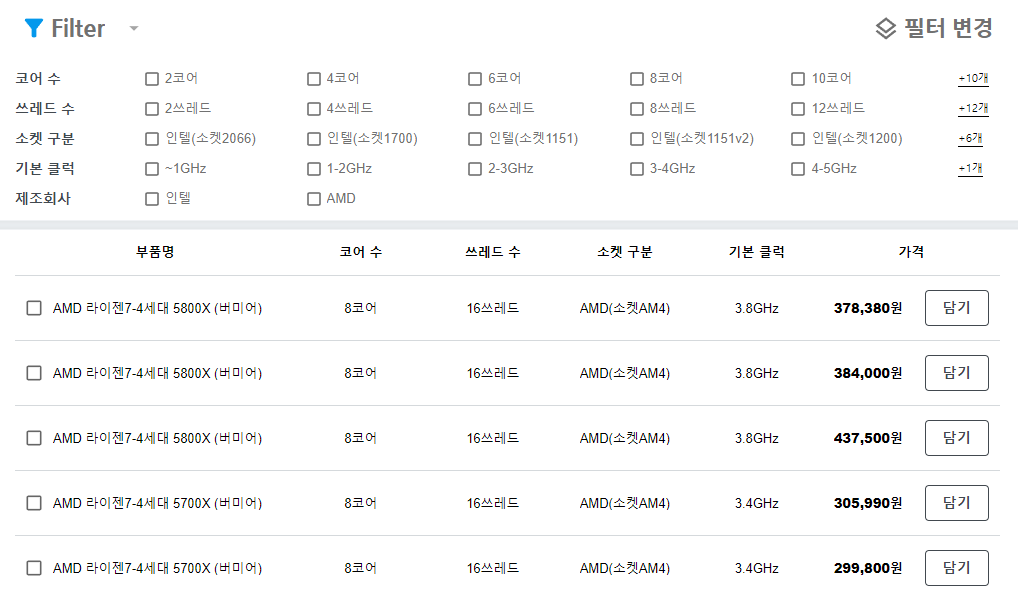 Filter 필터 변경
코어 수 2코어 4코어 6코어 8코어 10코어 +10개
쓰레드 수 2쓰레드 4쓰레드 6쓰레드 8쓰레드 12쓰레드 +12개
소켓 구분 인텔(소켓2066) 인텔(소켓1700) 인텔(소켓1151) 인텔(소켓1151v2) 인텔(소켓1200) +6개
기본 클럭 ~1GHz 1-2GHz 2-3GHz 3-4GHz 4-5GHz +1개
제조회사 인텔 AMD
부품명 코어 수 쓰레드 수 소켓 구분 기본 클럭 가격
AMD 라이젠7-4세대 5800X (버미어) 8코어 16쓰레드 AMD(소켓AM4) 3.8GHz 378,380원 담기
AMD 라이젠7-4세대 5800X (버미어) 8코어 16쓰레드 AMD(소켓AM4) 3.8GHz 384,000원 담기
AMD 라이젠7-4세대 5800X (버미어) 8코어 16쓰레드 AMD(소켓AM4) 3.8GHz 437,500원 담기
AMD 라이젠7-4세대 5700X (버미어) 8코어 16쓰레드 AMD(소켓AM4) 3.4GHz 305,990원 담기
AMD 라이젠7-4세대 5700X (버미어) 8코어 16쓰레드 AMD(소켓AM4) 3.4GHz 299,800원 담기